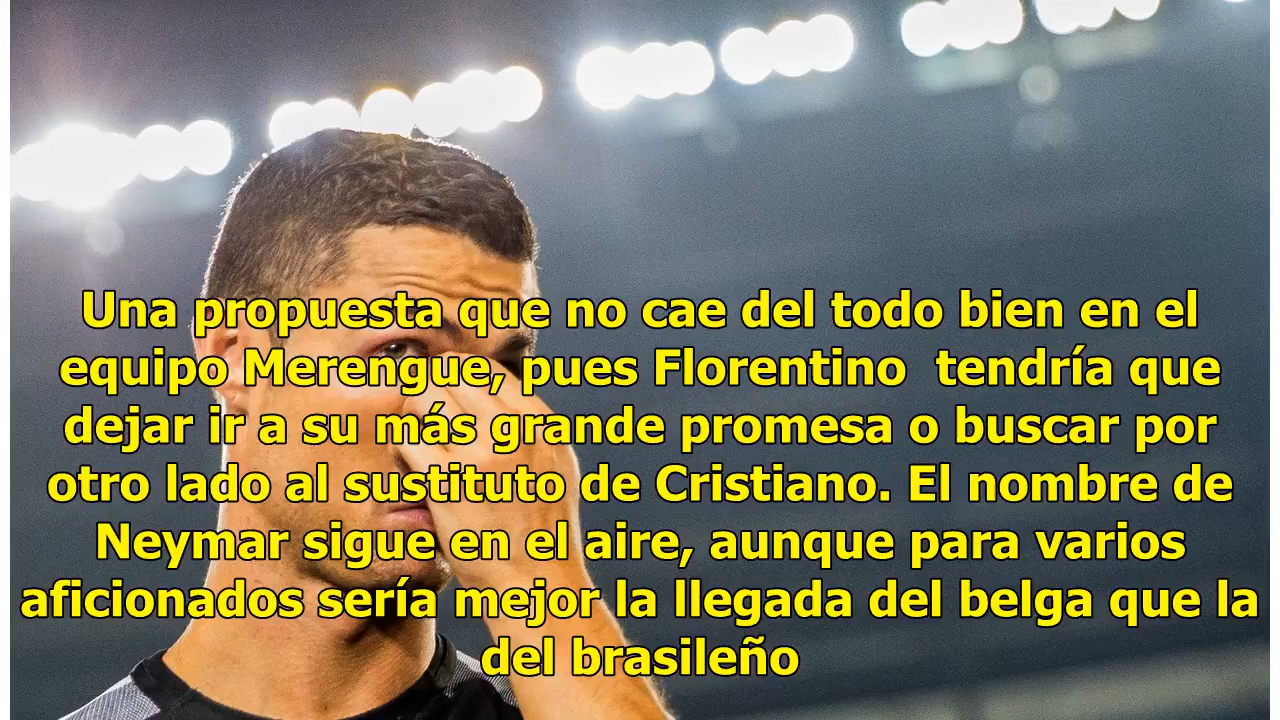 Una propuesta que no cae del todo bien en el
equipo Merengue, pues Florentino  tendría que
dejar ir a su más grande promesa o buscar por
otro lado al sustituto de Cristiano. El nombre de
Neymar sigue en el aire, aunque para varios
aficionados sería mejor la llegada del belga que la
del brasileño